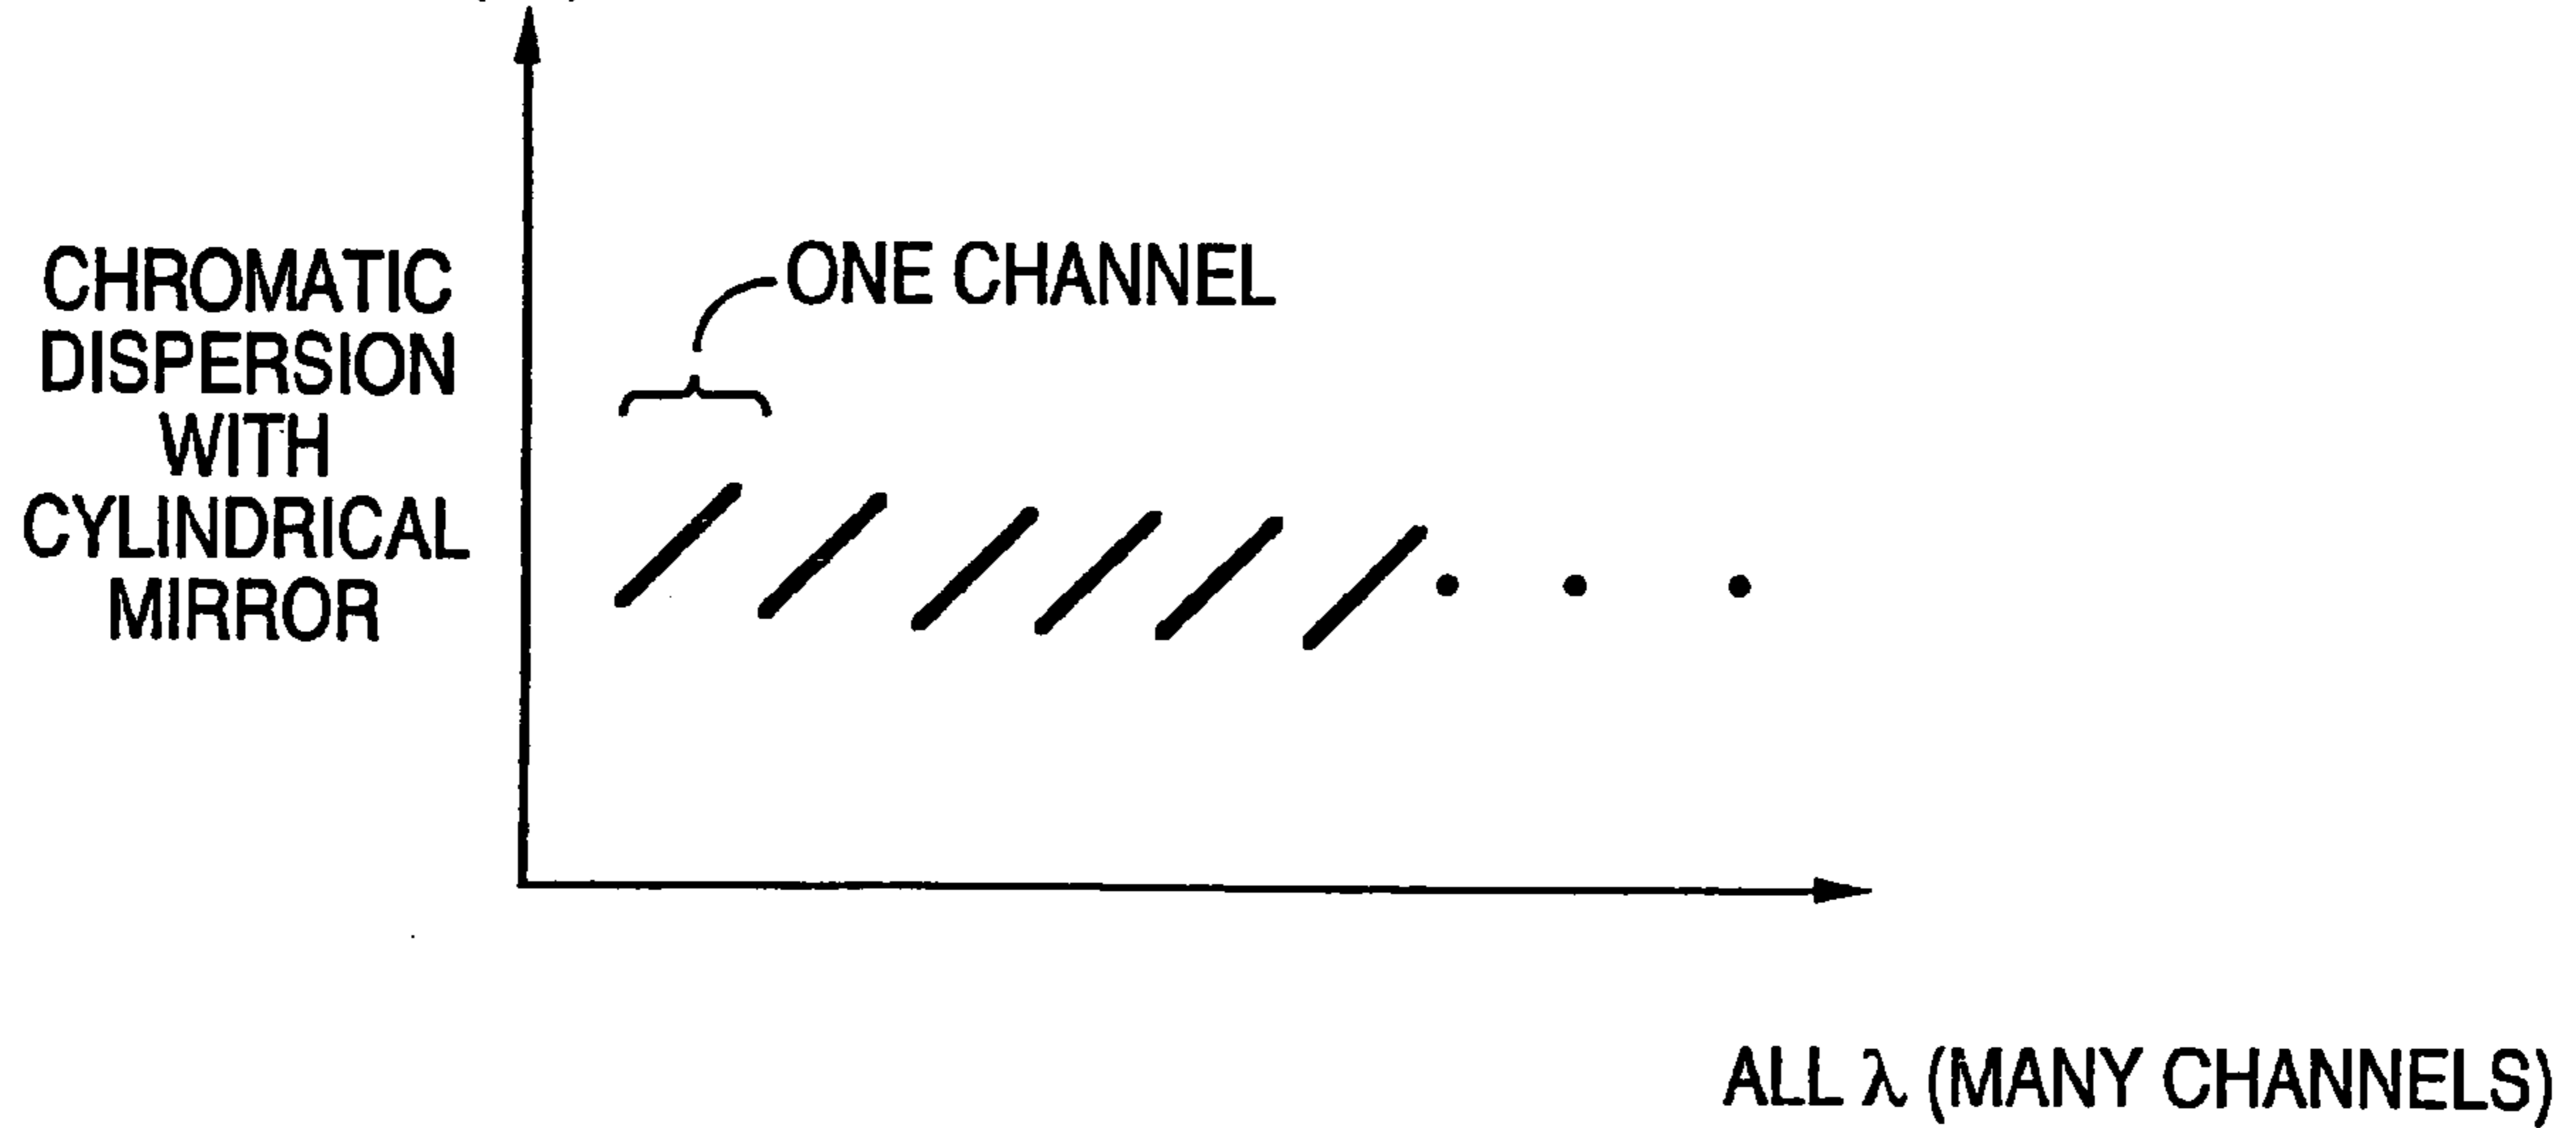 CHROMATIC
DISPERSION
WITH
CYLINDRICAL
MIRROR
ONE CHANNEL
ALL λ (MANY CHANNELS)